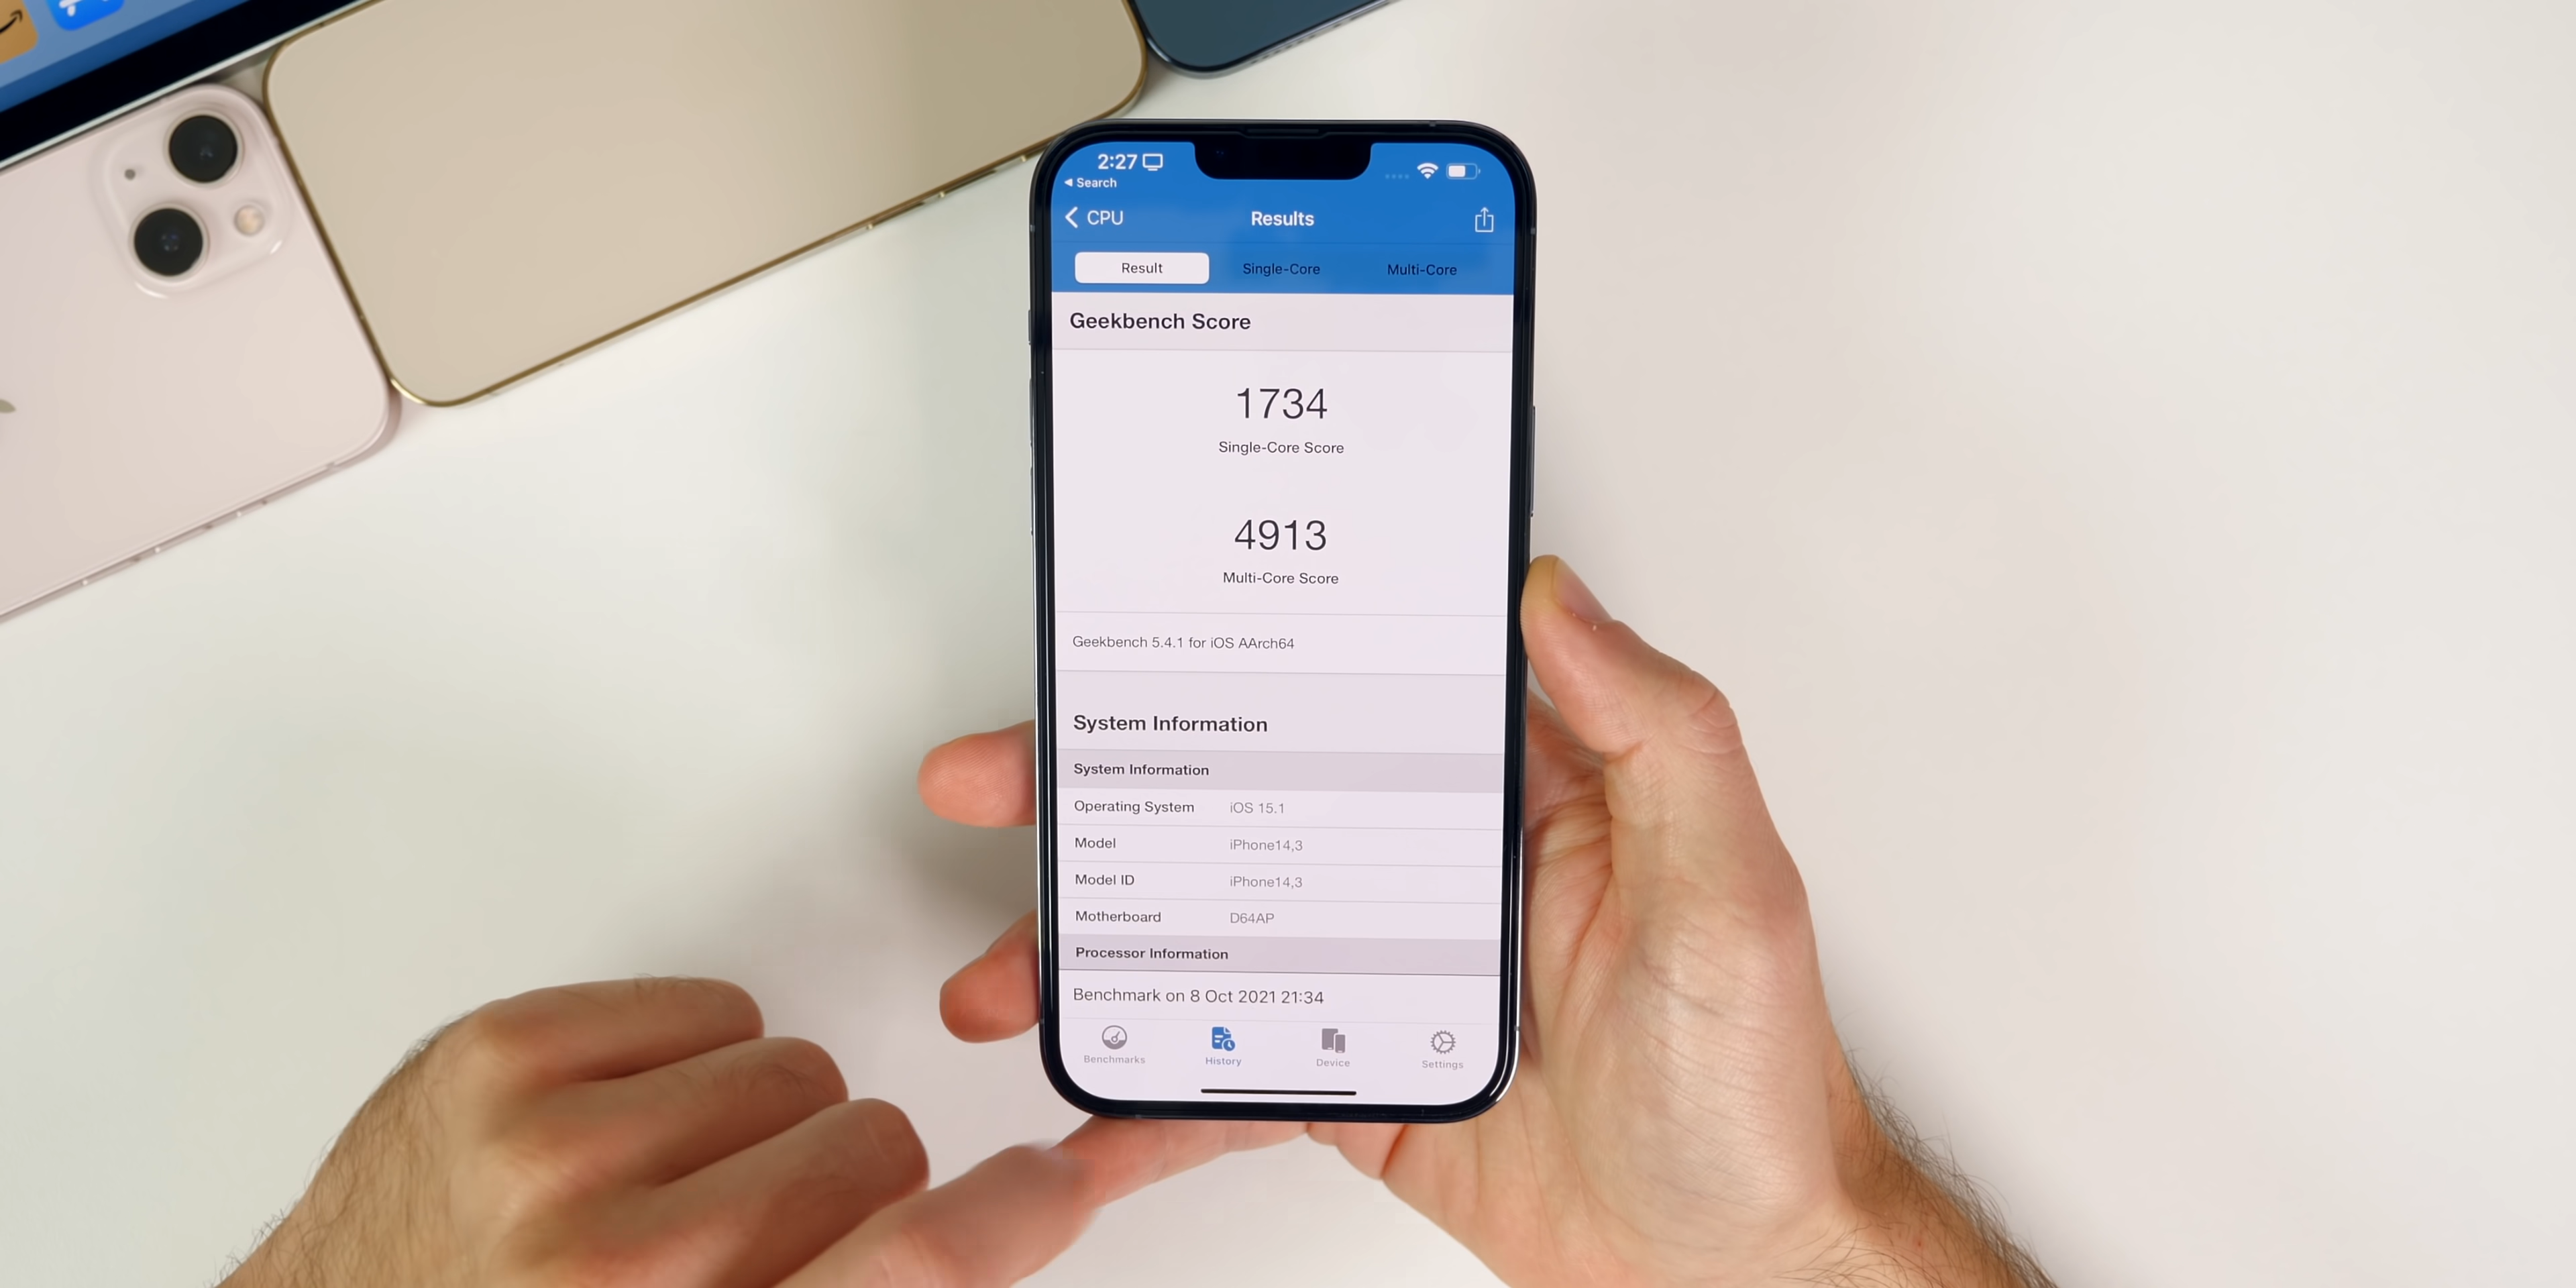 2:27
Search
CPU
Results
Result Single-Core Multi-Core
Geekbench Score
1734
Single-Core Score
4913
Multi-Core Score
Geekbench 5.4.1 for iOS AArch64
System Information
System Information
Operating System iOS 15.1
Model iPhone14,3
Model ID iPhone14,3
Motherboard D64AP
Processor Information
Benchmark on 8 Oct 2021 21:34
Benchmarks History Device Settings